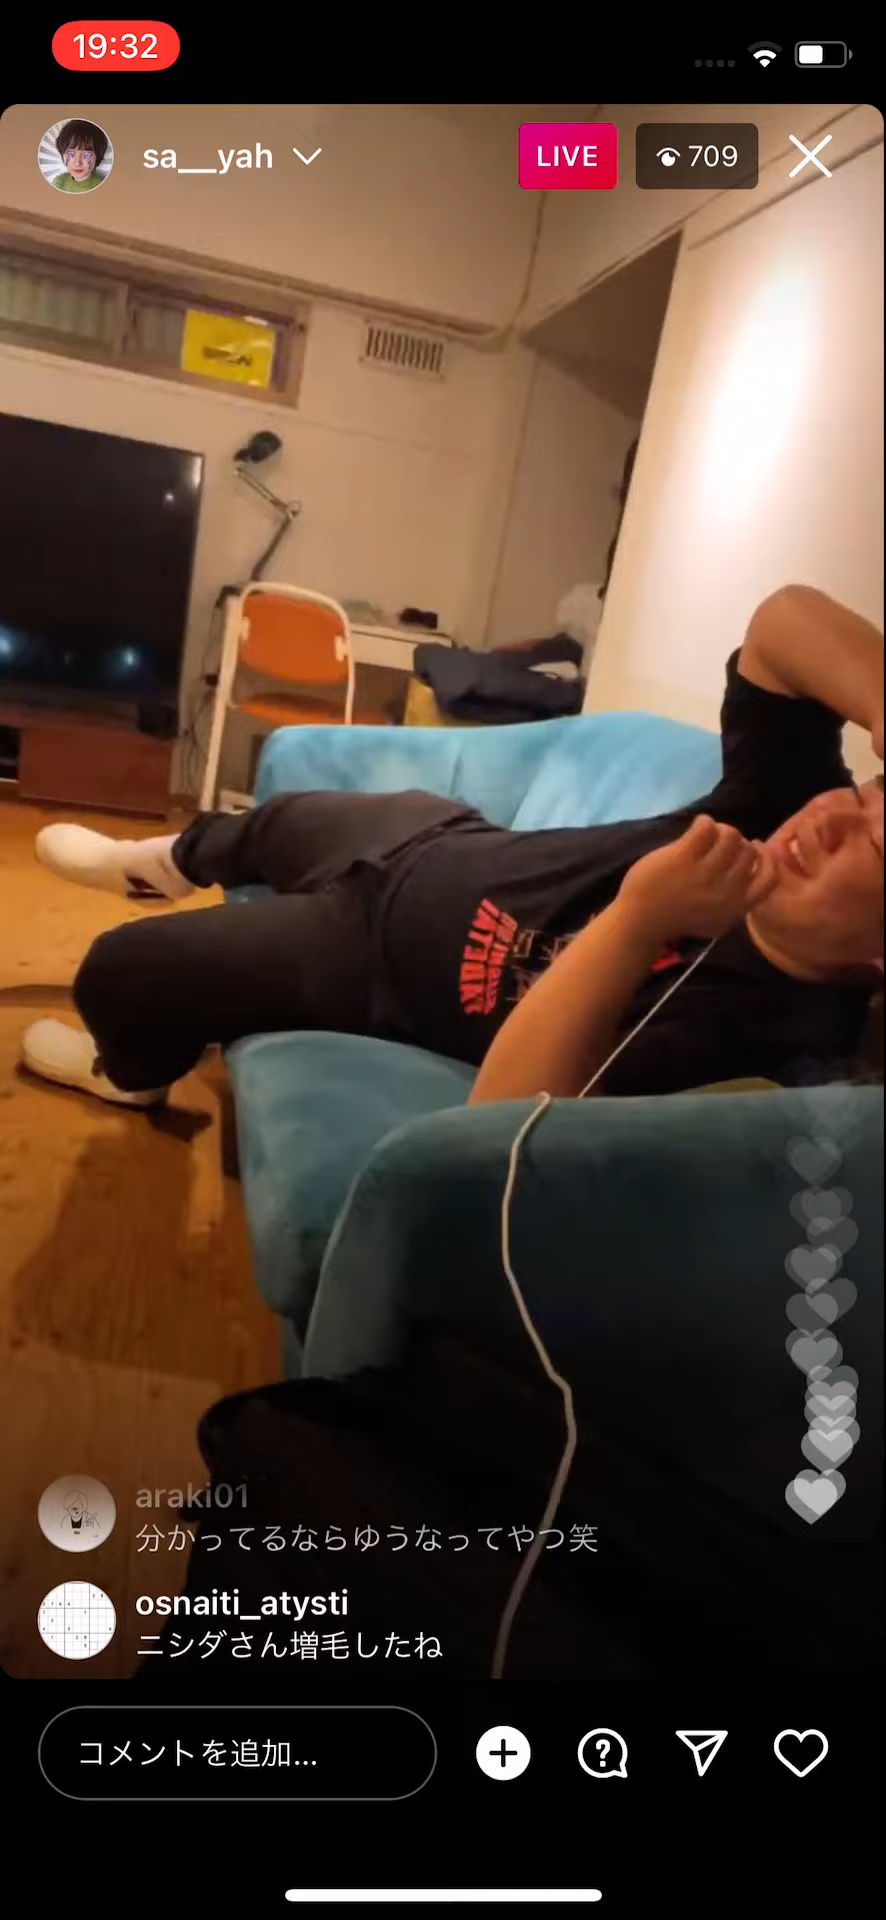 19:32
sa__yah
LIVE
709
araki01
分かってるならゆうなってやつ笑
osnaiti_atysti
ニシダさん増毛したね
コメントを追加...